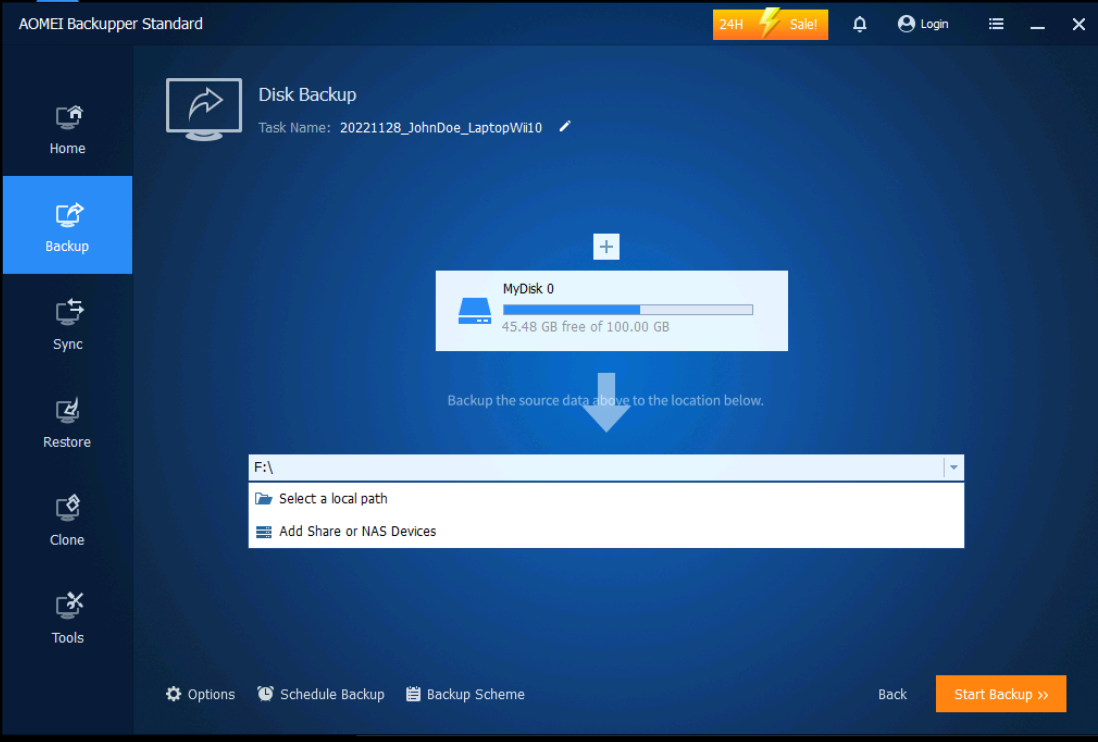 AOMEI Backupper Standard
24H Sale!
Login
Home
Backup
Sync
Restore
Clone
Tools
Disk Backup
Task Name: 20221128_JohnDoe_LaptopWii10
MyDisk 0
45.48 GB free of 100.00 GB
Backup the source data above to the location below.
F:\
Select a local path
Add Share or NAS Devices
Options
Schedule Backup
Backup Scheme
Back
Start Backup >>